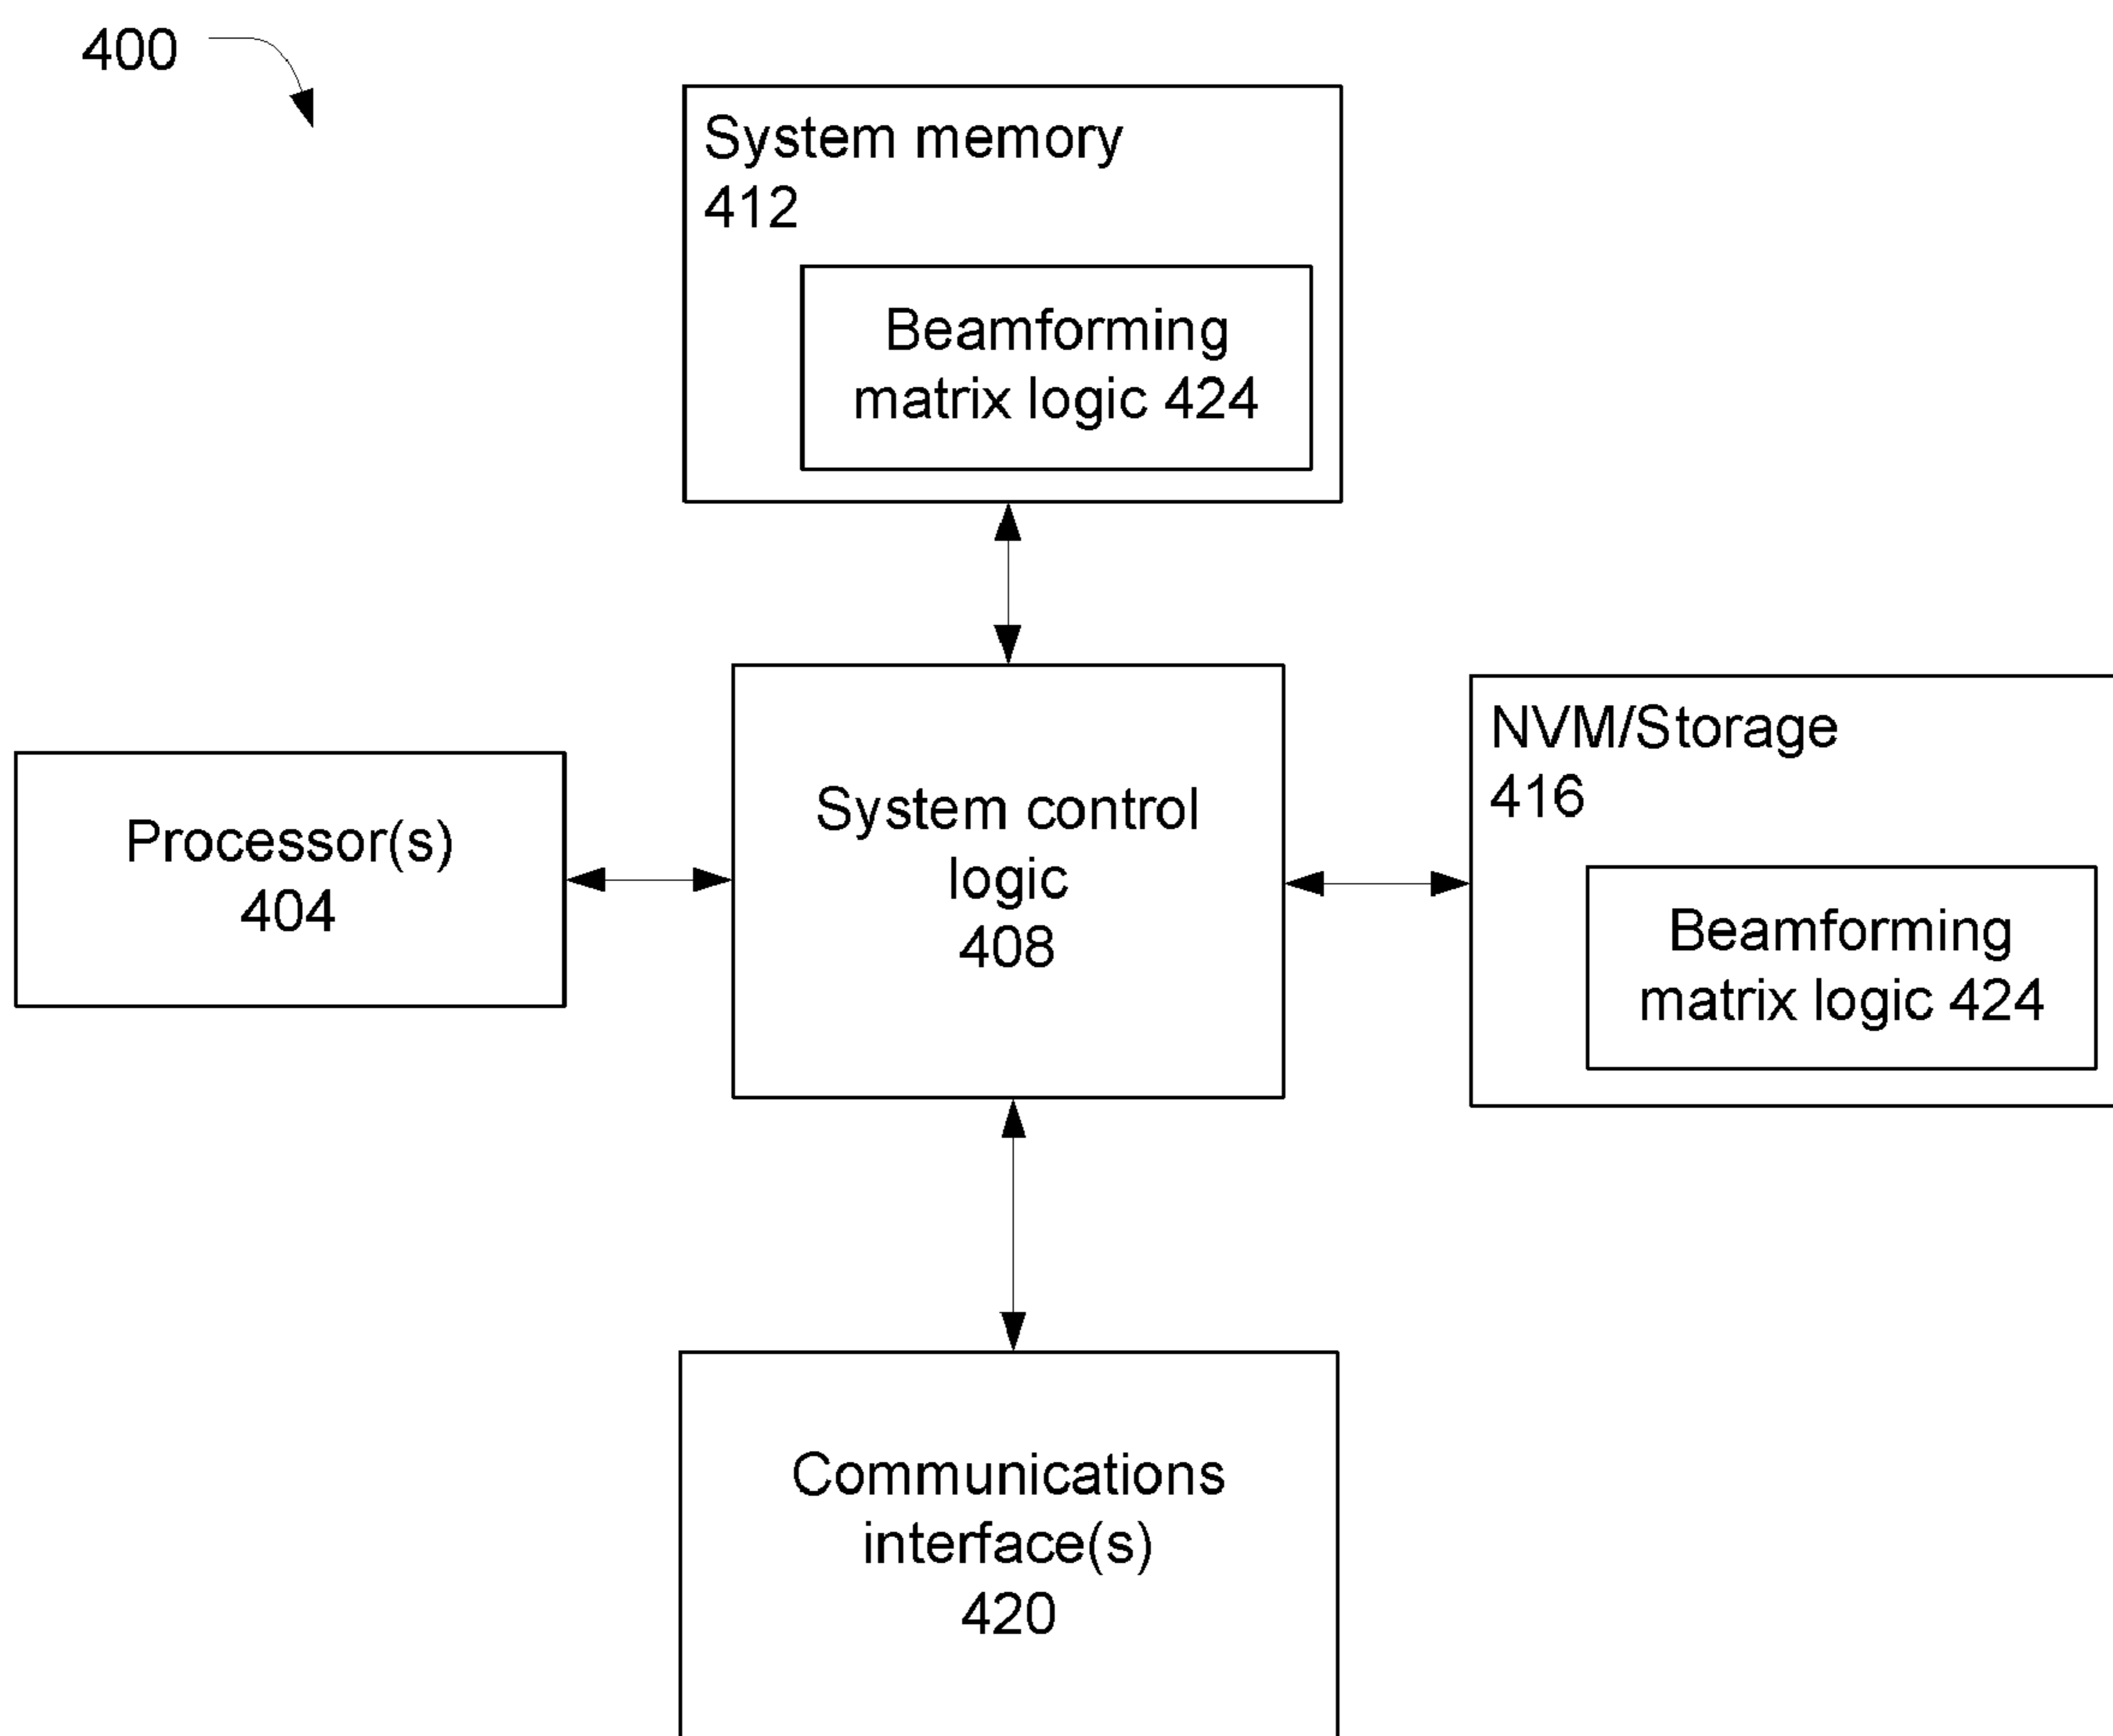 400
System memory
412
Beamforming
matrix logic 424
NVM/Storage
416
Beamforming
matrix logic 424
System control
logic
408
Processor(s)
404
Communications
interface(s)
420